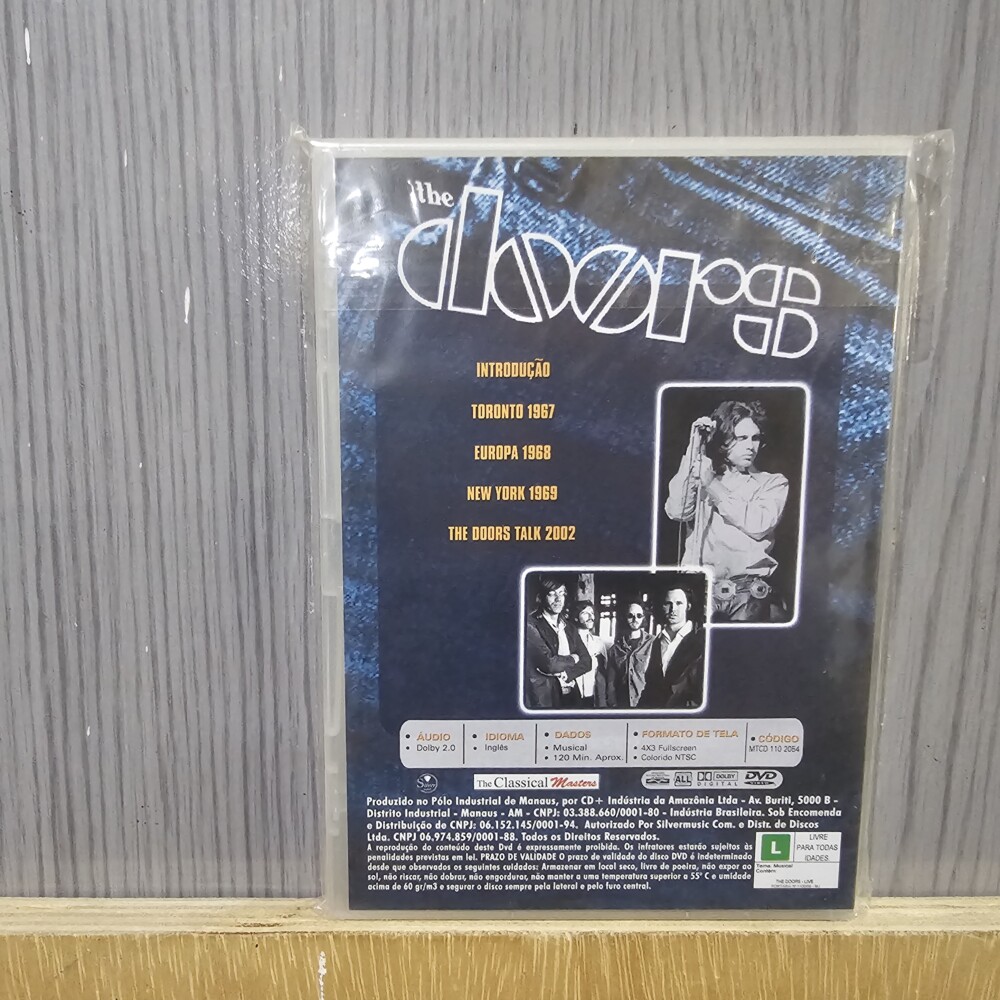 the
doors
INTRODUÇÃO
TORONTO 1967
EUROPA 1968
NEW YORK 1969
THE DOORS TALK 2002
• ÁUDIO
• Dolby 2.0
• IDIOMA
• Inglês
• DADOS
• Musical
• 120 Min. Aprox.
• FORMATO DE TELA
• 4X3 Fullscreen
• Colorido NTSC
• CÓDIGO
MTCD 110 2054
The Classical Masters
ALL
DOLBY
DIGITAL
DVD
VIDEO
Produzido no Pólo Industrial de Manaus, por CD+ Indústria da Amazônia Ltda - Av. Buriti, 5000 B -
Distrito Industrial - Manaus - AM - CNPJ: 03.388.660/0001-80 - Indústria Brasileira. Sob Encomenda
e Distribuição de CNPJ: 06.152.145/0001-94. Autorizado Por Silvermusic Com. e Distr. de Discos
Ltda. CNPJ 06.974.859/0001-88. Todos os Direitos Reservados.
A reprodução do conteúdo deste Dvd é expressamente proibida. Os infratores estarão sujeitos às
penalidades previstas em lei. PRAZO DE VALIDADE O prazo de validade do disco DVD é indeterminado
desde que observados os seguintes cuidados: Armazenar em local seco, livre de poeira, não expor ao
sol, não riscar, não dobrar, não engordurar, não manter a uma temperatura superior a 55° C e umidade
acima de 60 gr/m3 e segurar o disco sempre pela lateral e pelo furo central.
L
LIVRE
PARA TODAS
IDADES
Tema: Musical
Contém:
THE DOORS - LIVE